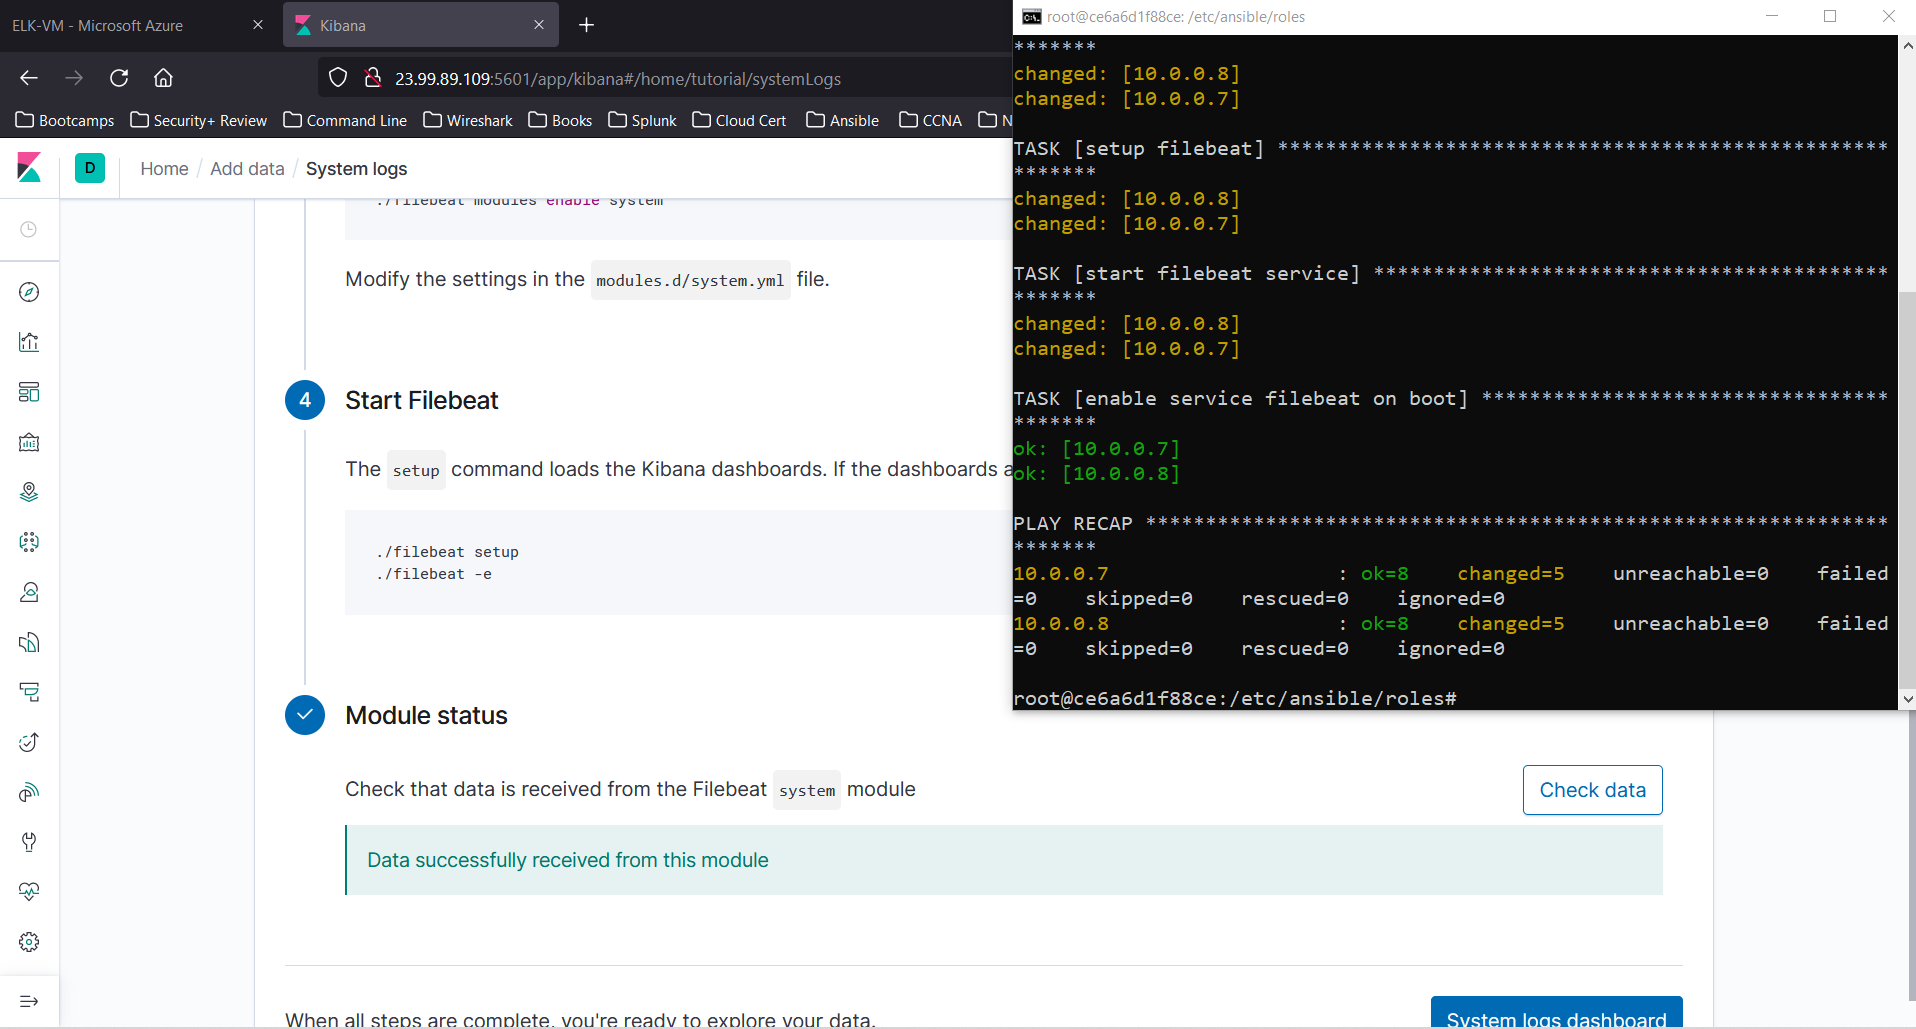 ELK-VM - Microsoft Azure
Kibana
23.99.89.109:5601/app/kibana#/home/tutorial/systemLogs
Bootcamps Security+ Review Command Line Wireshark Books Splunk Cloud Cert Ansible CCNA N
D Home / Add data / System logs
./filebeat modules enable system
Modify the settings in the modules.d/system.yml file.
4 Start Filebeat
The setup command loads the Kibana dashboards. If the dashboards a
./filebeat setup
./filebeat -e
Module status
Check that data is received from the Filebeat system module
Check data
Data successfully received from this module
When all steps are complete, you're ready to explore your data.
System logs dashboard
root@ce6a6d1f88ce: /etc/ansible/roles
*******
changed: [10.0.0.8]
changed: [10.0.0.7]
TASK [setup filebeat] ***************************************************
*******
changed: [10.0.0.8]
changed: [10.0.0.7]
TASK [start filebeat service] *******************************************
*******
changed: [10.0.0.8]
changed: [10.0.0.7]
TASK [enable service filebeat on boot] **********************************
*******
ok: [10.0.0.7]
ok: [10.0.0.8]
PLAY RECAP **************************************************************
*******
10.0.0.7                   : ok=8    changed=5    unreachable=0    failed
=0    skipped=0    rescued=0    ignored=0
10.0.0.8                   : ok=8    changed=5    unreachable=0    failed
=0    skipped=0    rescued=0    ignored=0
root@ce6a6d1f88ce:/etc/ansible/roles#